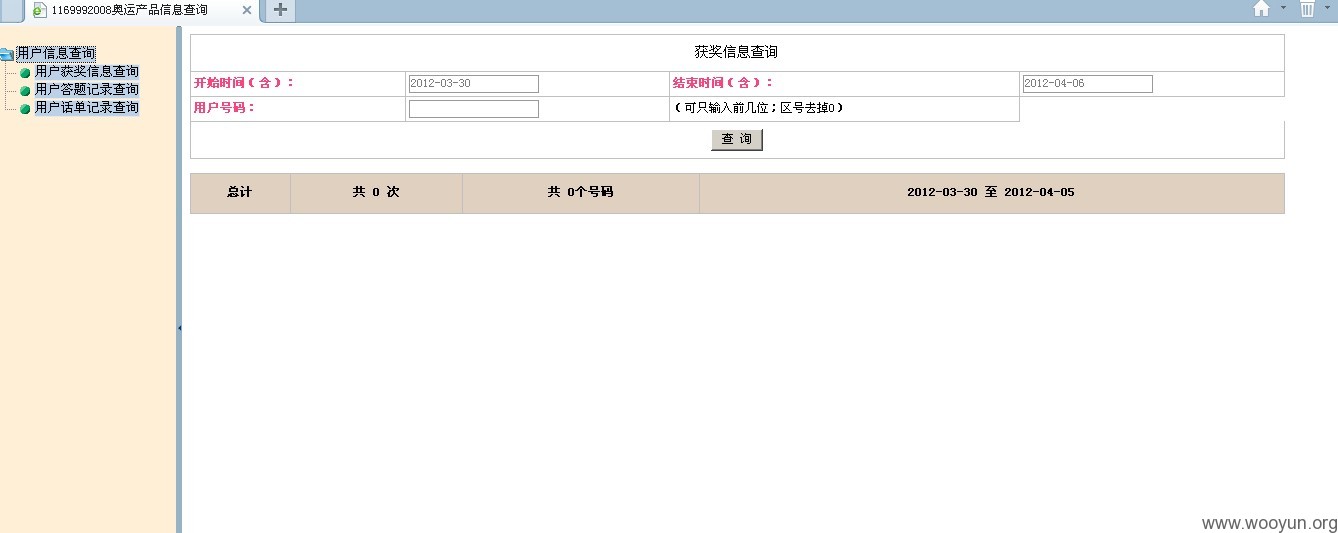 1169992008奥运产品信息查询
用户信息查询
用户获奖信息查询
用户答题记录查询
用户话单记录查询
获奖信息查询
开始时间(含): 2012-03-30 结束时间(含): 2012-04-06
用户号码: (可只输入前几位;区号去掉0)
查 询
总计 共 0 次 共 0个号码 2012-03-30 至 2012-04-05
www.wooyun.org